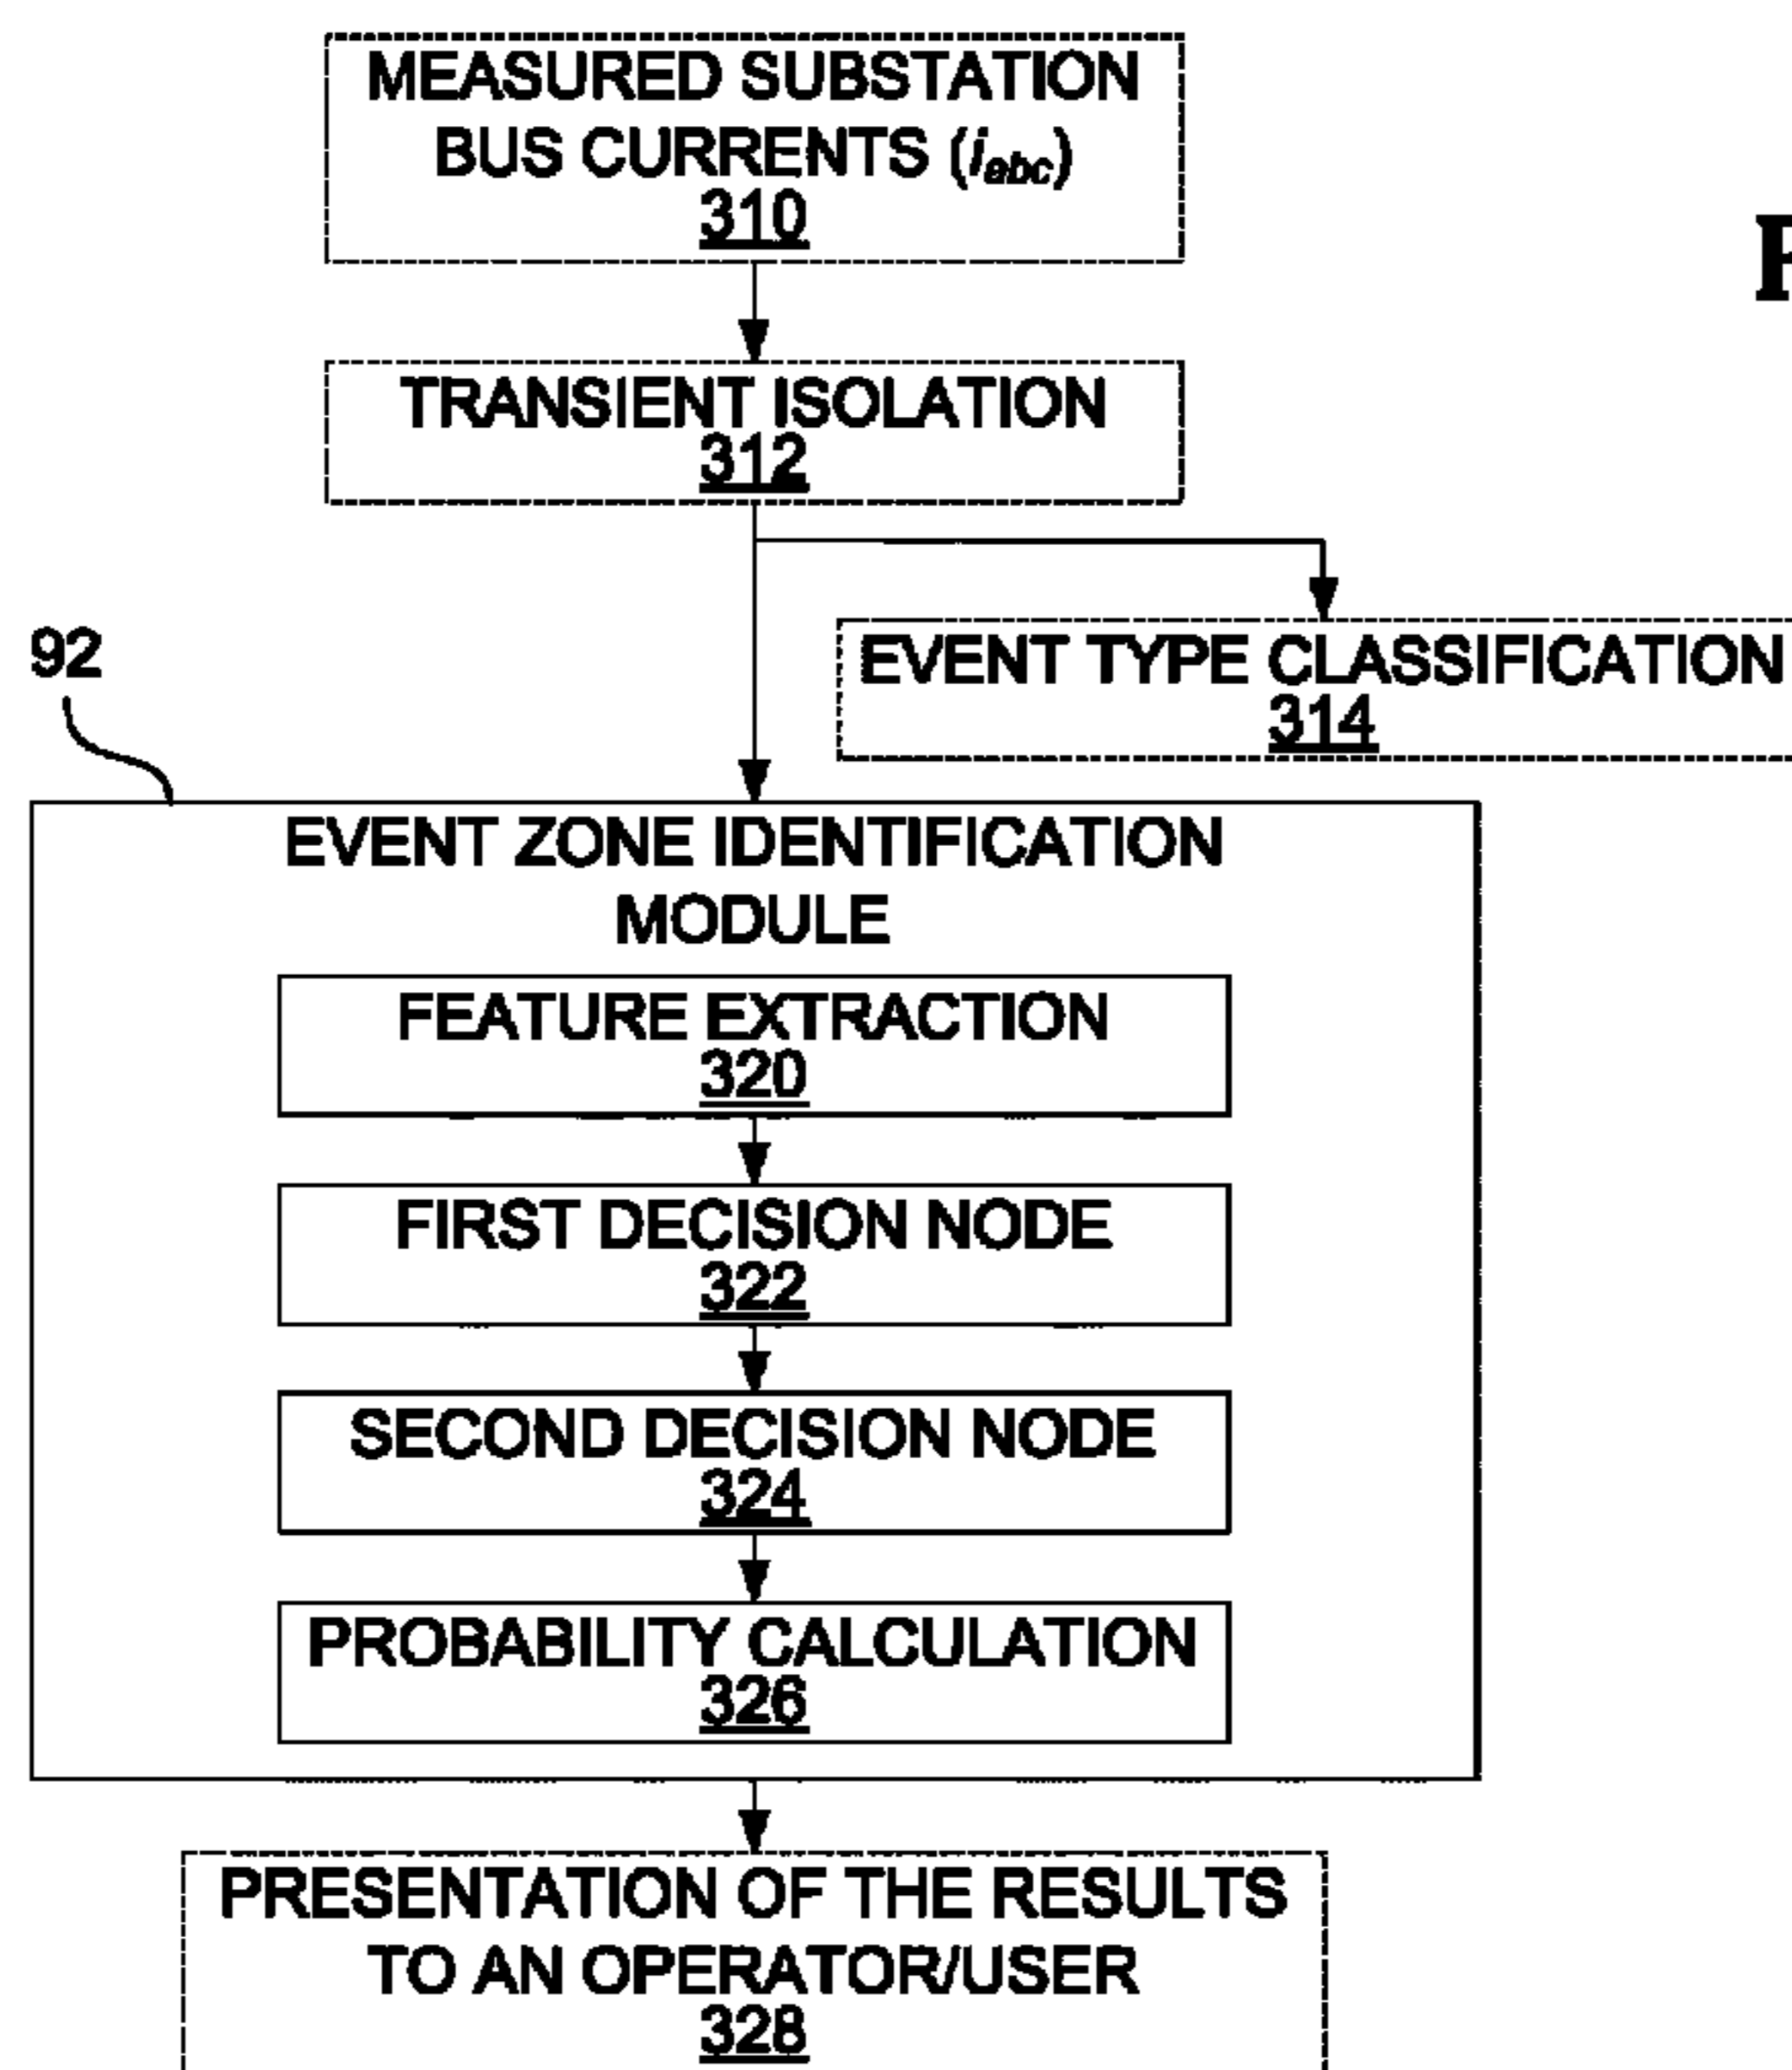 MEASURED SUBSTATION
BUS CURRENTS (iabc)
310
TRANSIENT ISOLATION
312
EVENT TYPE CLASSIFICATION
314
92
EVENT ZONE IDENTIFICATION
MODULE
FEATURE EXTRACTION
320
FIRST DECISION NODE
322
SECOND DECISION NODE
324
PROBABILITY CALCULATION
326
PRESENTATION OF THE RESULTS
TO AN OPERATOR/USER
328